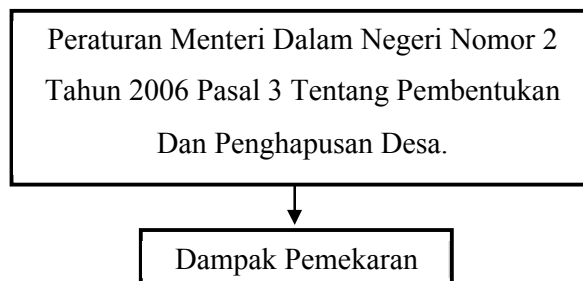 Peraturan Menteri Dalam Negeri Nomor 2
Tahun 2006 Pasal 3 Tentang Pembentukan
Dan Penghapusan Desa.
Dampak Pemekaran